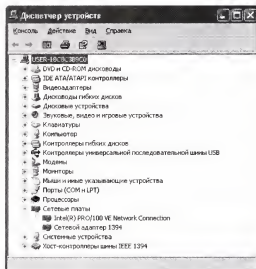 Диспетчер устройств
Консоль Действие Вид Справка
DVD и CD-ROM дисководы
IDE ATA/ATAPI контроллеры
Видеоадаптеры
Дисководы гибких дисков
Дисковые устройства
Звуковые, видео и игровые устройства
Клавиатуры
Компьютер
Контроллеры гибких дисков
Контроллеры универсальной последовательной шины USB
Модемы
Мониторы
Мыши и иные указывающие устройства
Порты (COM и LPT)
Процессоры
Сетевые платы
Intel(R) PRO/100 VE Network Connection
Сетевой адаптер 1394
Системные устройства
Хост-контроллеры шины IEEE 1394